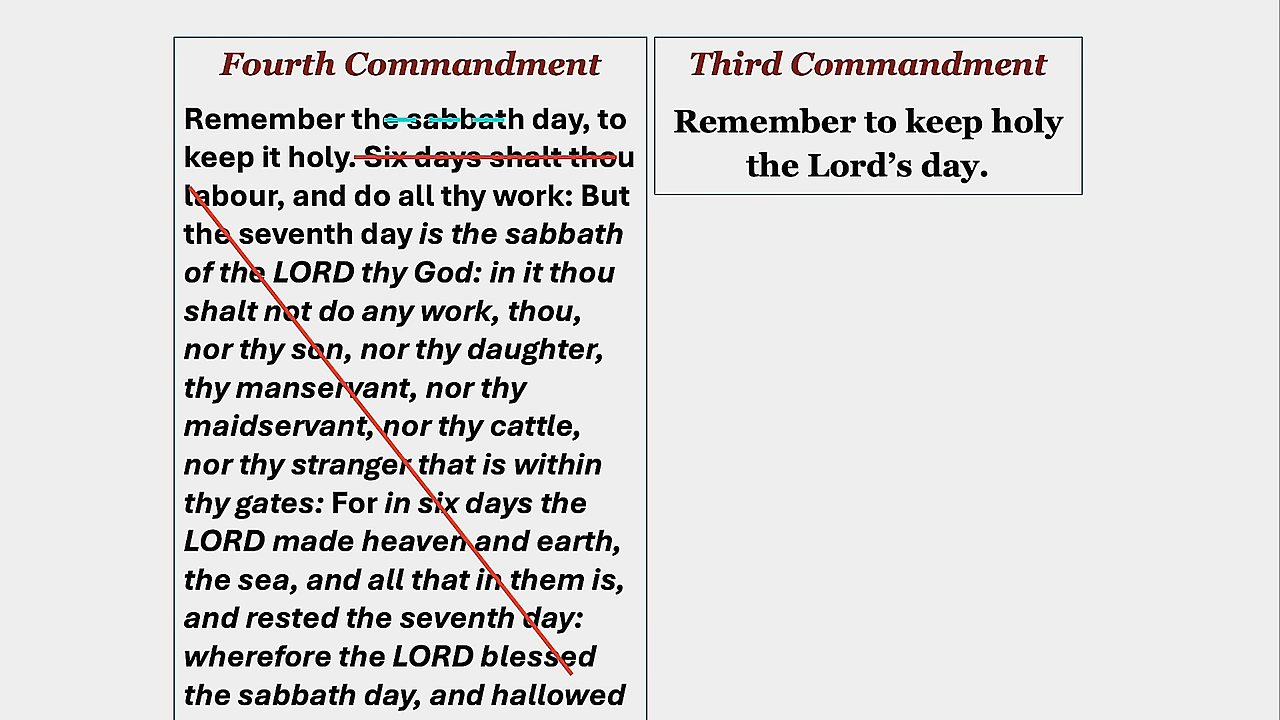 Fourth Commandment
Remember the sabbath day, to
keep it holy. Six days shalt thou
labour, and do all thy work: But
the seventh day is the sabbath
of the LORD thy God: in it thou
shalt not do any work, thou,
nor thy son, nor thy daughter,
thy manservant, nor thy
maidservant, nor thy cattle,
nor thy stranger that is within
thy gates: For in six days the
LORD made heaven and earth,
the sea, and all that in them is,
and rested the seventh day:
wherefore the LORD blessed
the sabbath day, and hallowed
Third Commandment
Remember to keep holy
the Lord’s day.